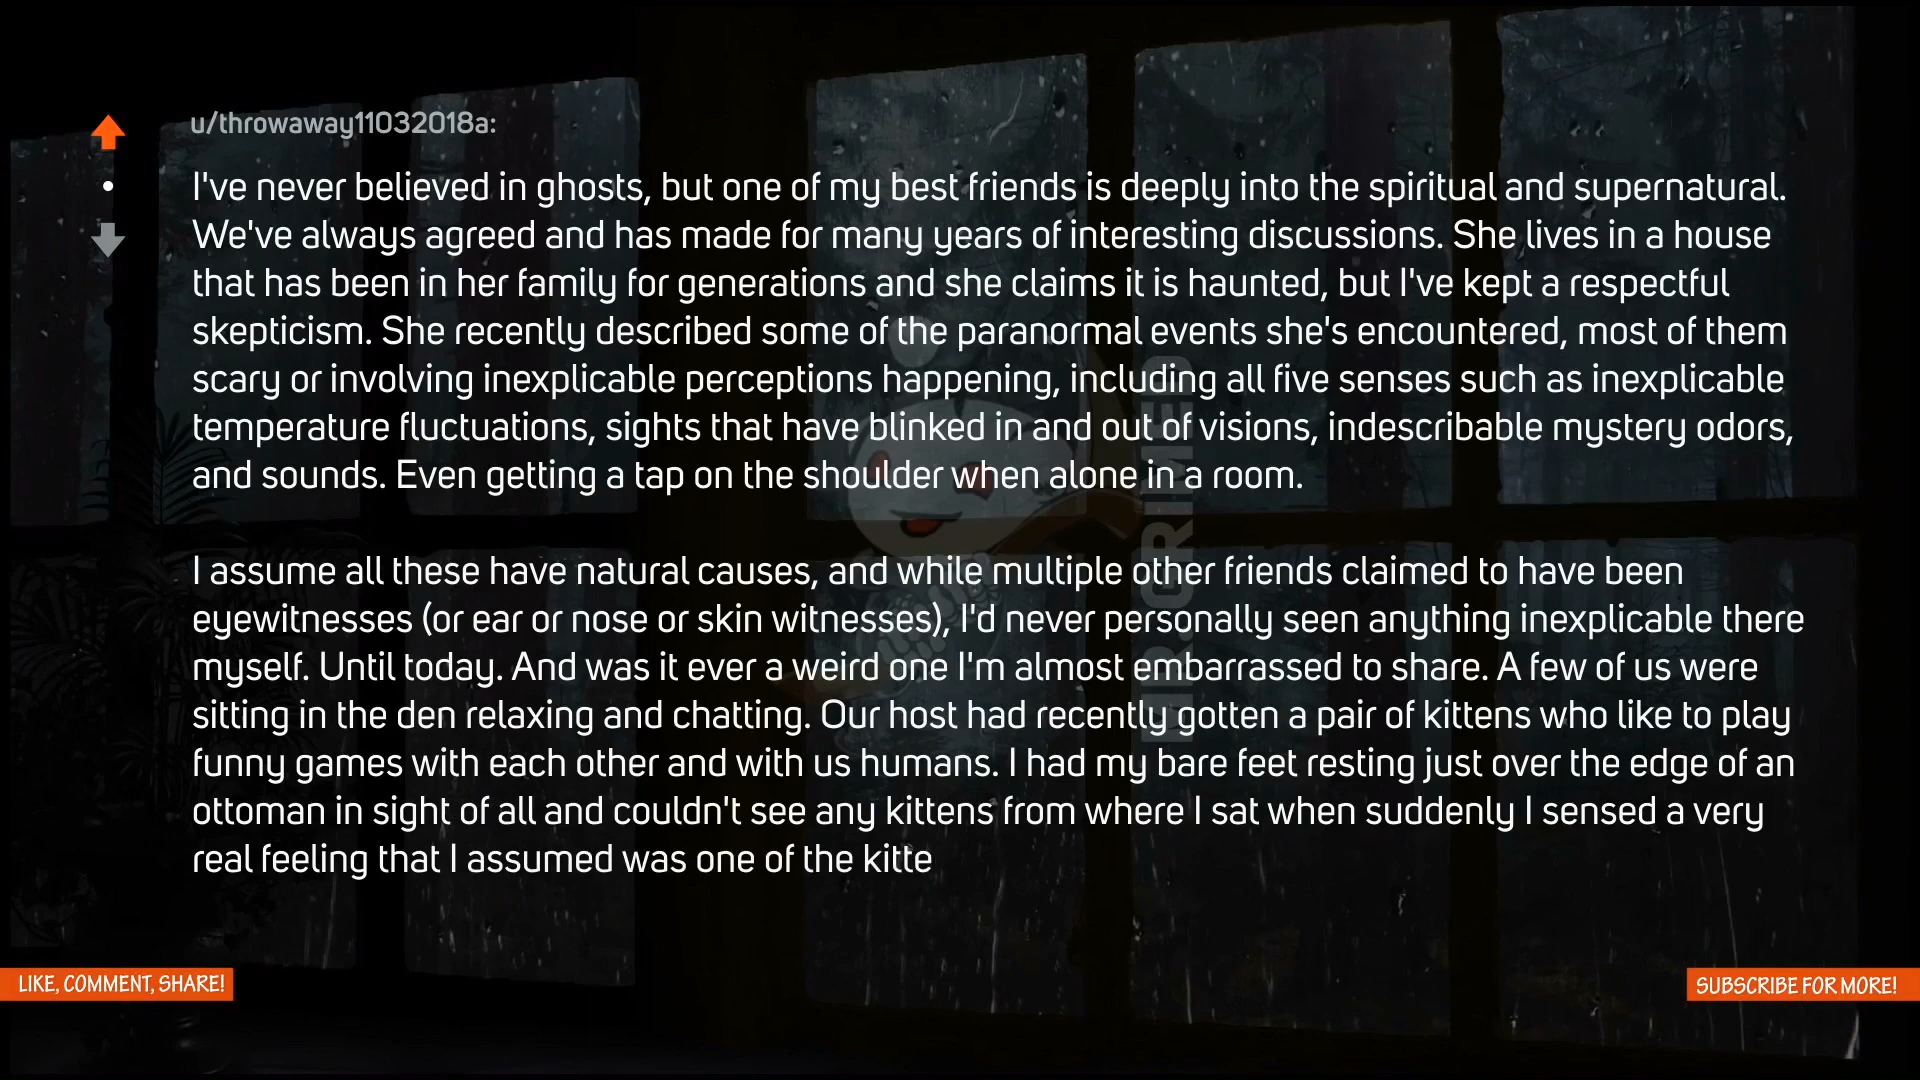 u/throwaway11032018a:
I've never believed in ghosts, but one of my best friends is deeply into the spiritual and supernatural.
We've always agreed and has made for many years of interesting discussions. She lives in a house
that has been in her family for generations and she claims it is haunted, but I've kept a respectful
skepticism. She recently described some of the paranormal events she's encountered, most of them
scary or involving inexplicable perceptions happening, including all five senses such as inexplicable
temperature fluctuations, sights that have blinked in and out of visions, indescribable mystery odors,
and sounds. Even getting a tap on the shoulder when alone in a room.
I assume all these have natural causes, and while multiple other friends claimed to have been
eyewitnesses (or ear or nose or skin witnesses), I'd never personally seen anything inexplicable there
myself. Until today. And was it ever a weird one I'm almost embarrassed to share. A few of us were
sitting in the den relaxing and chatting. Our host had recently gotten a pair of kittens who like to play
funny games with each other and with us humans. I had my bare feet resting just over the edge of an
ottoman in sight of all and couldn't see any kittens from where I sat when suddenly I sensed a very
real feeling that I assumed was one of the kitte
LIKE, COMMENT, SHARE!
SUBSCRIBE FOR MORE!